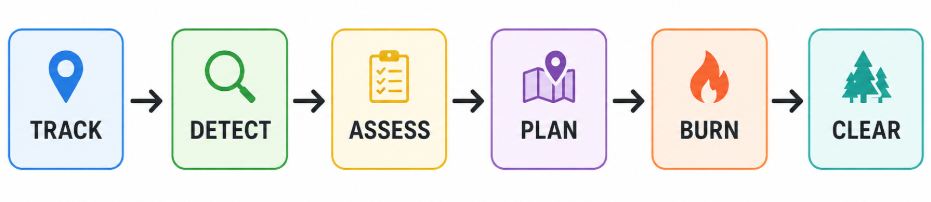 TRACK
DETECT
ASSESS
PLAN
BURN
CLEAR